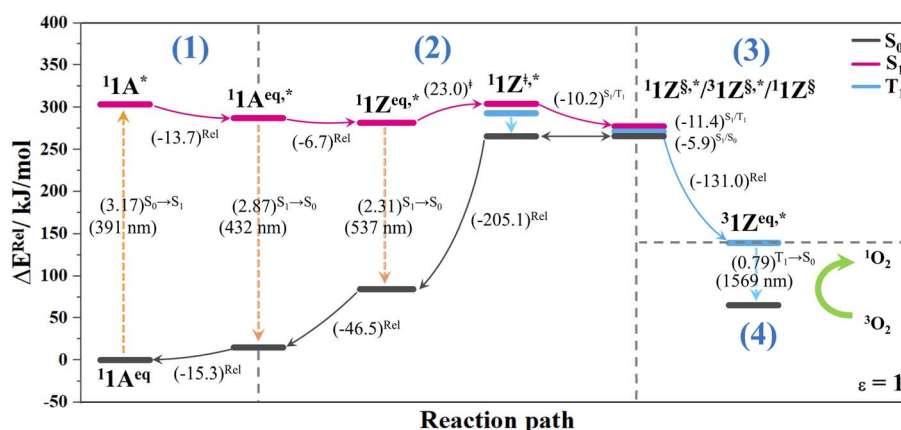 400
350
300
250
200
150
100
50
0
-50
ΔE^Rel/ kJ/mol
Reaction path
(1)
(2)
(3)
(4)
S₀
S₁
T₁
¹1A*
¹1A^eq,*
¹1Z^eq,*
(23.0)^‡
¹1Z^‡,*
(-10.2)^S₁/T₁
¹1Z^§,*/³1Z^§,*/¹1Z^§
(-11.4)^S₁/T₁
(-5.9)^S₁/S₀
(-13.7)^Rel
(-6.7)^Rel
(-131.0)^Rel
(3.17)^S₀→S₁
(391 nm)
(2.87)^S₁→S₀
(432 nm)
(2.31)^S₁→S₀
(537 nm)
(-205.1)^Rel
³1Z^eq,*
(0.79)^T₁→S₀
(1569 nm)
¹O₂
³O₂
(-46.5)^Rel
(-15.3)^Rel
¹1A^eq
ε = 1